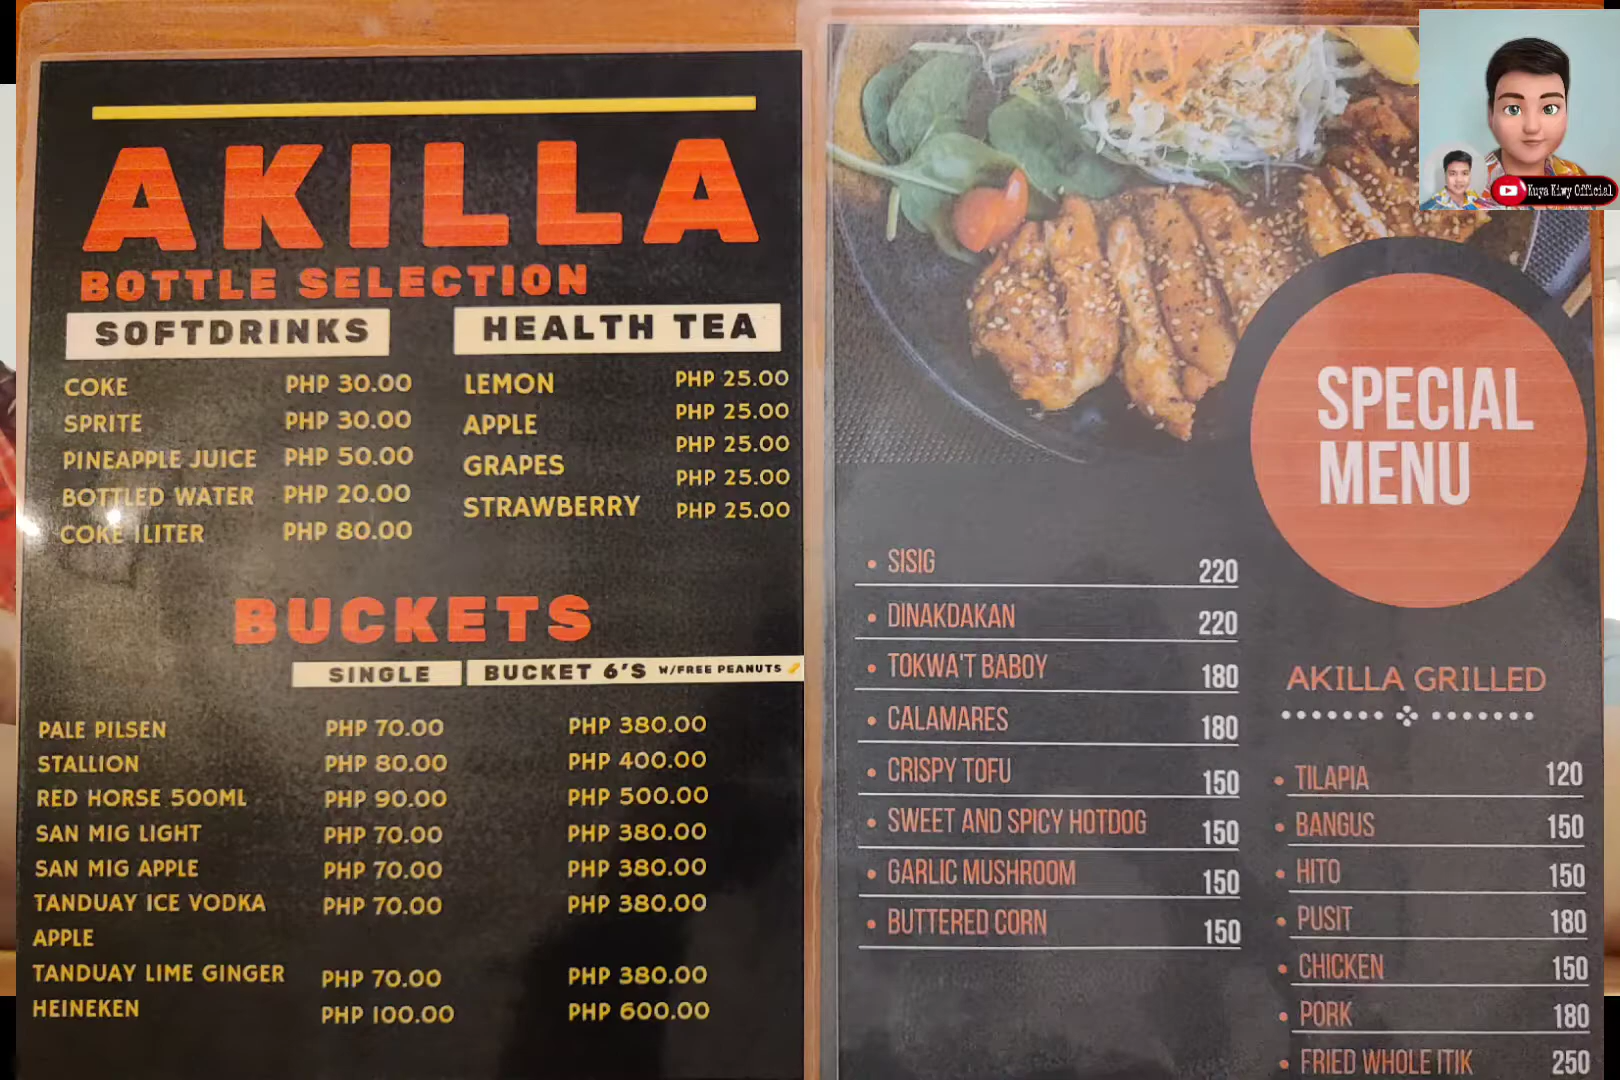 AKILLA
BOTTLE SELECTION
SOFTDRINKS
COKE PHP 30.00
SPRITE PHP 30.00
PINEAPPLE JUICE PHP 50.00
BOTTLED WATER PHP 20.00
COKE 1LITER PHP 80.00
HEALTH TEA
LEMON PHP 25.00
APPLE PHP 25.00
GRAPES PHP 25.00
STRAWBERRY PHP 25.00
PHP 25.00
BUCKETS
SINGLE BUCKET 6'S W/FREE PEANUTS
PALE PILSEN PHP 70.00 PHP 380.00
STALLION PHP 80.00 PHP 400.00
RED HORSE 500ML PHP 90.00 PHP 500.00
SAN MIG LIGHT PHP 70.00 PHP 380.00
SAN MIG APPLE PHP 70.00 PHP 380.00
TANDUAY ICE VODKA PHP 70.00 PHP 380.00
APPLE
TANDUAY LIME GINGER PHP 70.00 PHP 380.00
HEINEKEN PHP 100.00 PHP 600.00
Kuya Kiwy Official
SPECIAL
MENU
SISIG 220
DINAKDAKAN 220
TOKWA'T BABOY 180
CALAMARES 180
CRISPY TOFU 150
SWEET AND SPICY HOTDOG 150
GARLIC MUSHROOM 150
BUTTERED CORN 150
AKILLA GRILLED
TILAPIA 120
BANGUS 150
HITO 150
PUSIT 180
CHICKEN 150
PORK 180
FRIED WHOLE ITIK 250